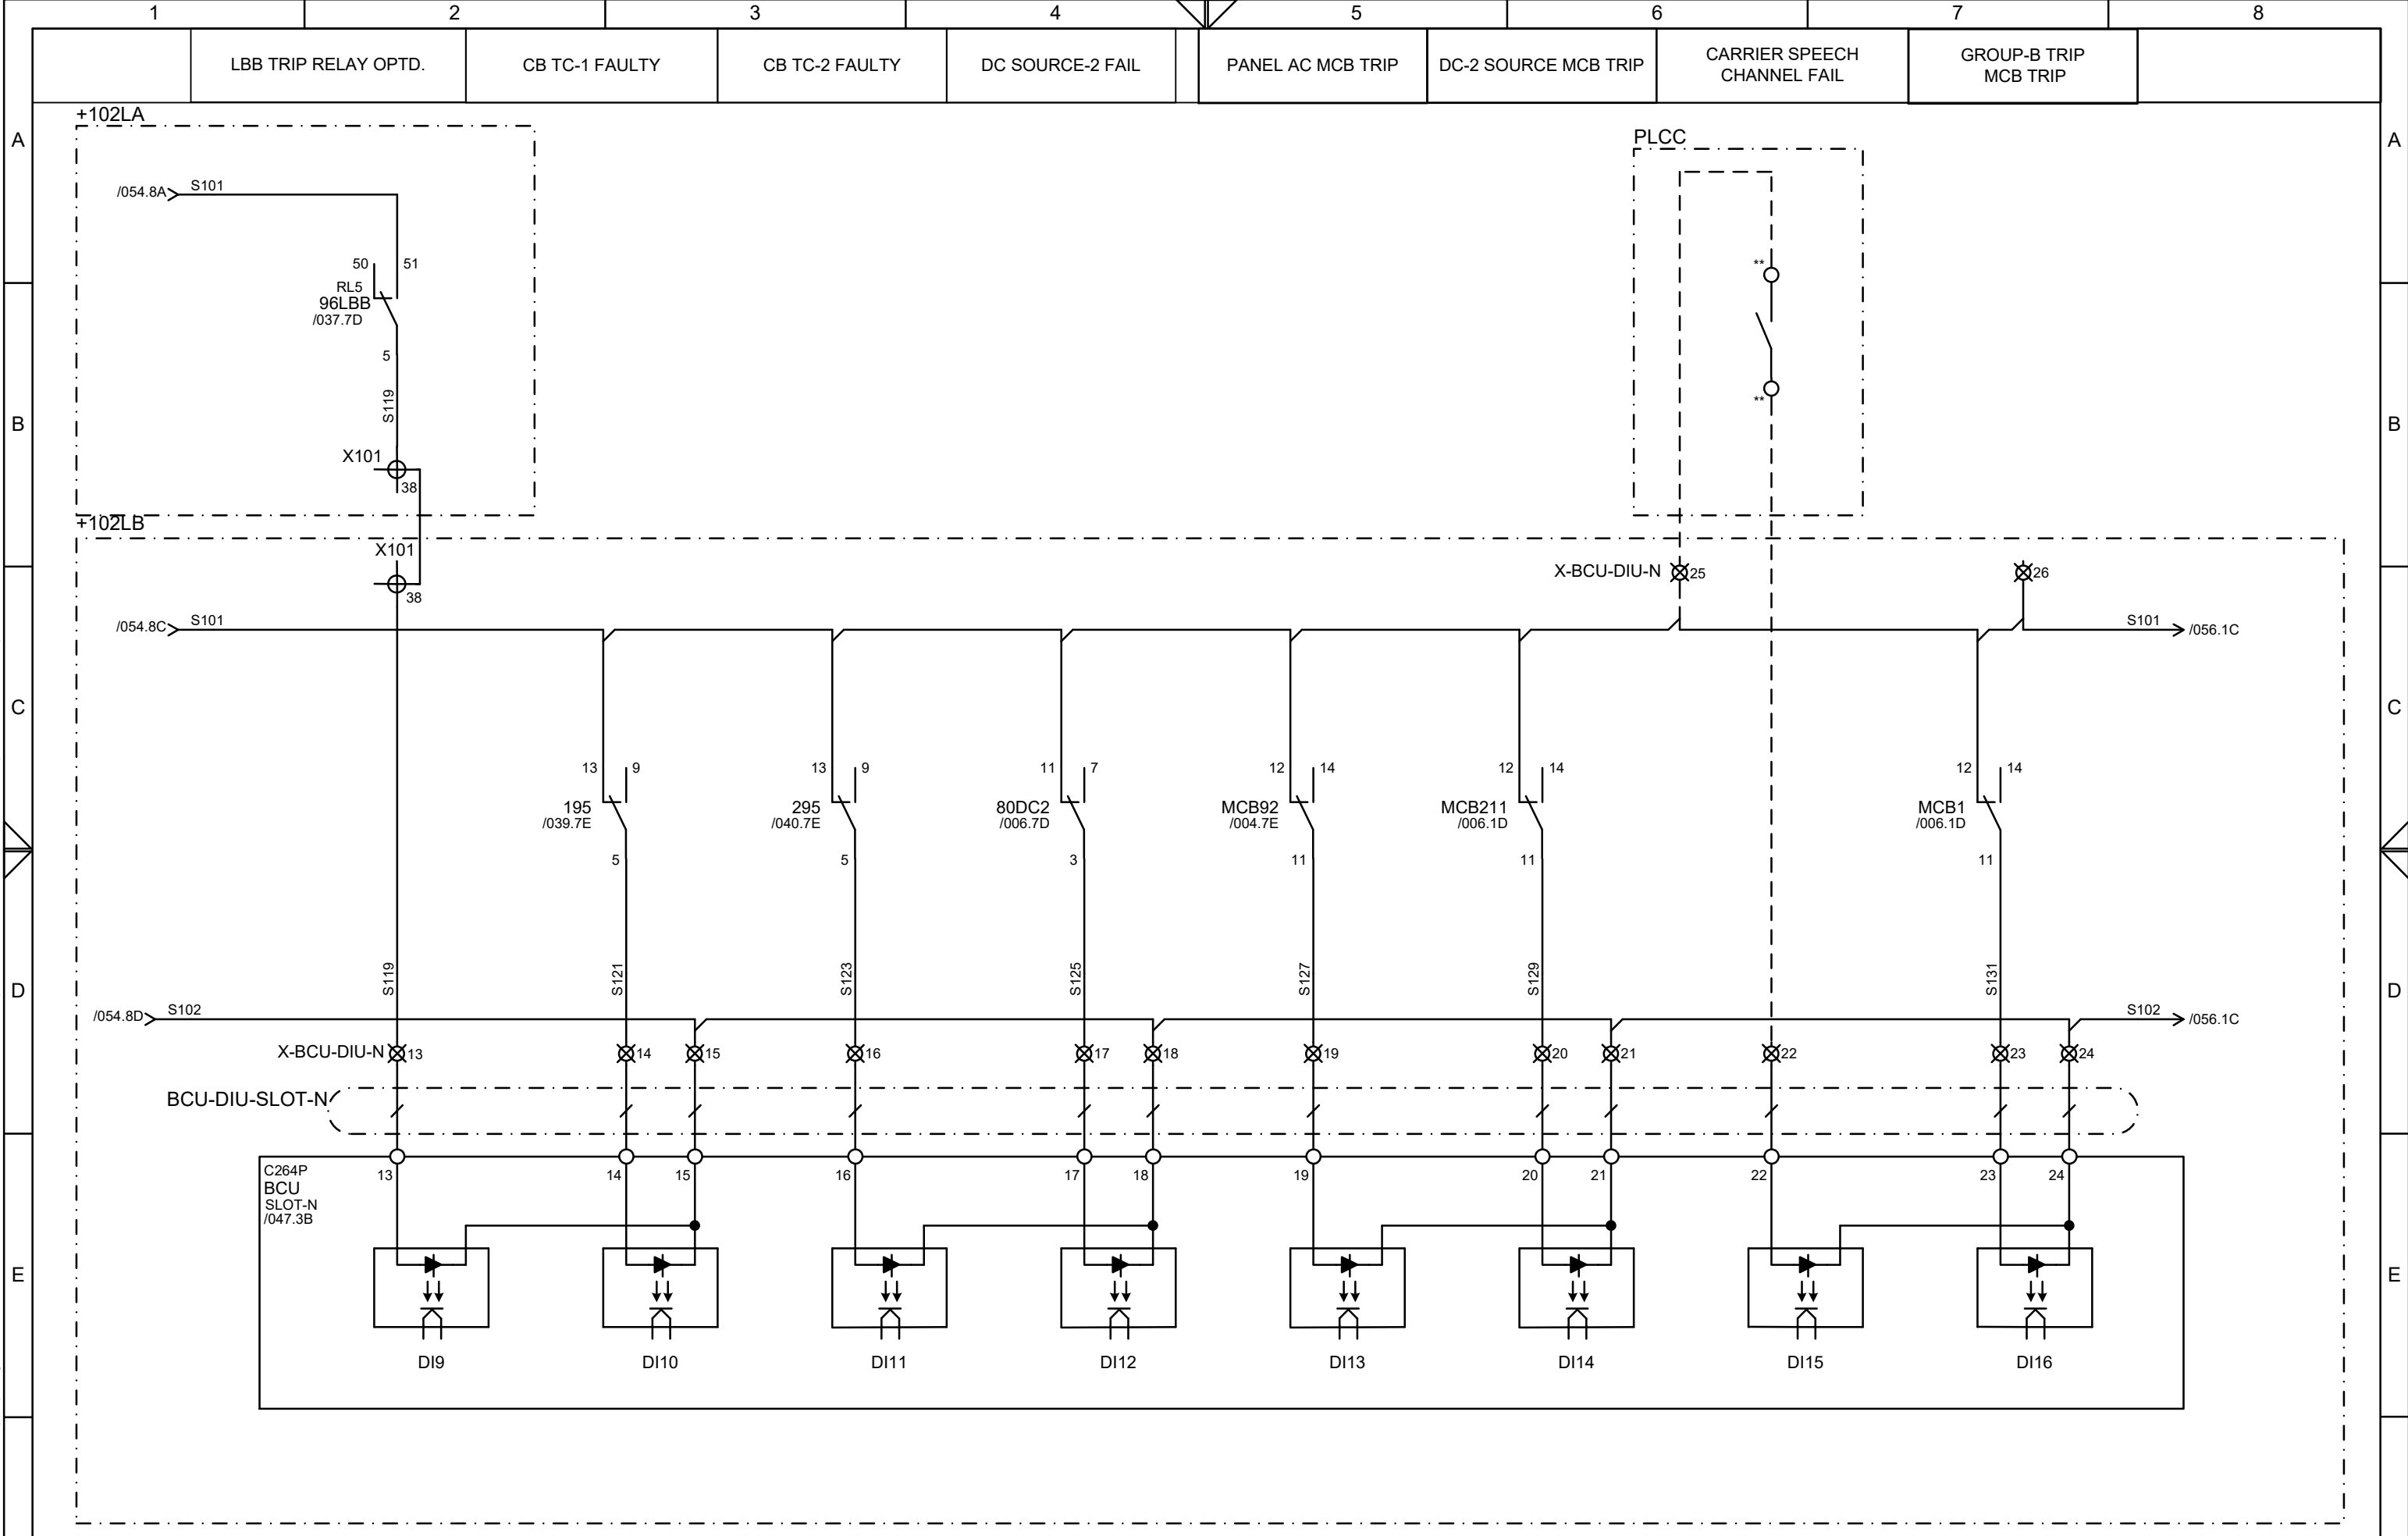 1 2 3 4 5 6 7 8
LBB TRIP RELAY OPTD.
CB TC-1 FAULTY
CB TC-2 FAULTY
DC SOURCE-2 FAIL
PANEL AC MCB TRIP
DC-2 SOURCE MCB TRIP
CARRIER SPEECH
CHANNEL FAIL
GROUP-B TRIP
MCB TRIP
+102LA
A
A
PLCC
/054.8A
S101
50
51
RL5
96LBB
/037.7D
5
S119
**
**
B
B
X101
38
+102LB
X101
38
X-BCU-DIU-N
25
26
/054.8C
S101
S101
/056.1C
C
C
13
9
195
/039.7E
5
13
9
295
/040.7E
5
11
7
80DC2
/006.7D
3
12
14
MCB92
/004.7E
11
12
14
MCB211
/006.1D
11
12
14
MCB1
/006.1D
11
D
D
S119
S121
S123
S125
S127
S129
S131
/054.8D
S102
S102
/056.1C
X-BCU-DIU-N
13 14 15 16 17 18 19 20 21 22 23 24
BCU-DIU-SLOT-N
C264P
BCU
SLOT-N
/047.3B
13 14 15 16 17 18 19 20 21 22 23 24
E
E
DI9 DI10 DI11 DI12 DI13 DI14 DI15 DI16